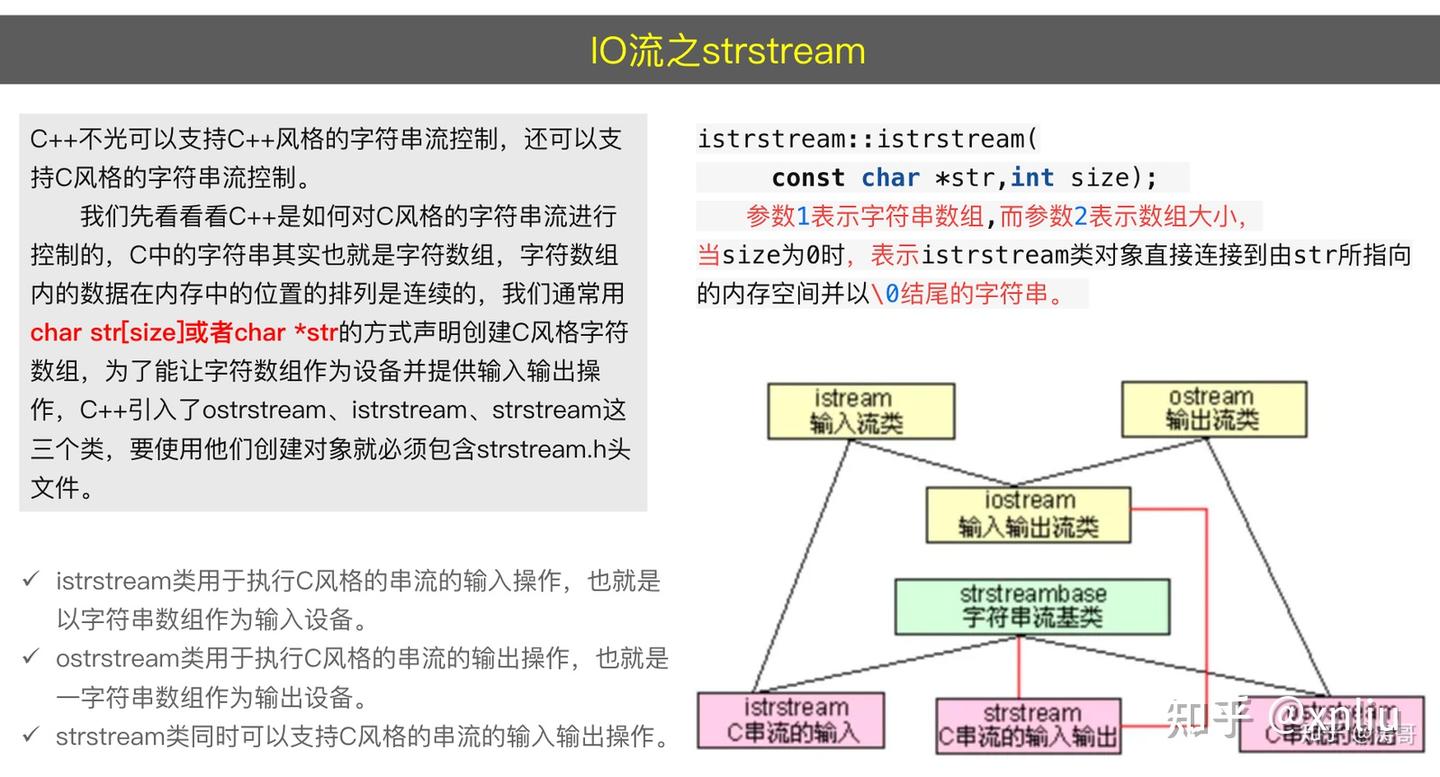 IO流之strstream
C++不光可以支持C++风格的字符串流控制，还可以支
持C风格的字符串流控制。
我们先看看看C++是如何对C风格的字符串流进行
控制的，C中的字符串其实也就是字符数组，字符数组
内的数据在内存中的位置的排列是连续的，我们通常用
char str[size]或者char *str的方式声明创建C风格字符
数组，为了能让字符数组作为设备并提供输入输出操
作，C++引入了ostrstream、istrstream、strstream这
三个类，要使用他们创建对象就必须包含strstream.h头
文件。
✓ istrstream类用于执行C风格的串流的输入操作，也就是
以字符串数组作为输入设备。
✓ ostrstream类用于执行C风格的串流的输出操作，也就是
一字符串数组作为输出设备。
✓ strstream类同时可以支持C风格的串流的输入输出操作。
istrstream::istrstream(
const char *str,int size);
参数1表示字符串数组,而参数2表示数组大小，
当size为0时，表示istrstream类对象直接连接到由str所指向
的内存空间并以\0结尾的字符串。
istream
输入流类
ostream
输出流类
iostream
输入输出流类
strstreambase
字符串流基类
istrstream
C串流的输入
strstream
C串流的输入输出
C串流的输出
知乎 @xnliu